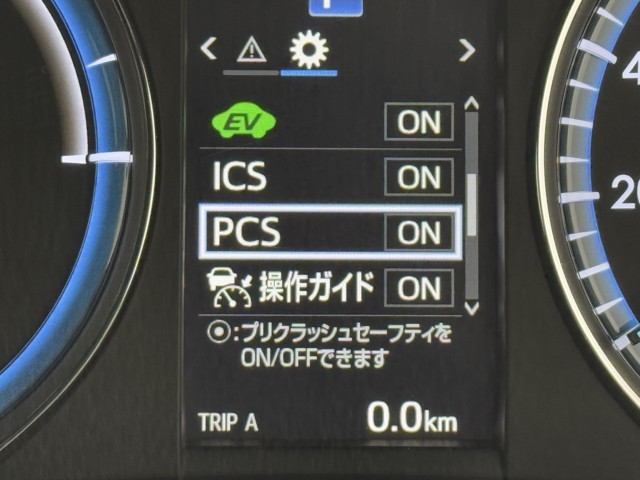 EV ON
ICS ON
PCS ON
操作ガイド ON
:プリクラッシュセーフティを
ON/OFFできます
TRIP A 0.0km
20